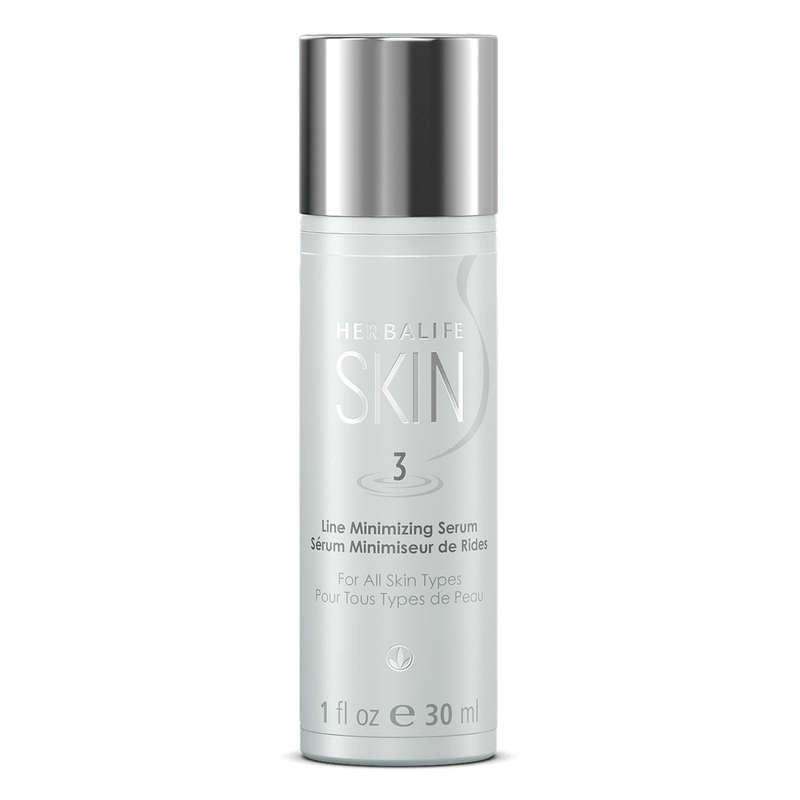 HERBALIFE
SKIN
3
Line Minimizing Serum
Sérum Minimiseur de Rides
For All Skin Types
Pour Tous Types de Peau
1 fl oz ℮ 30 ml